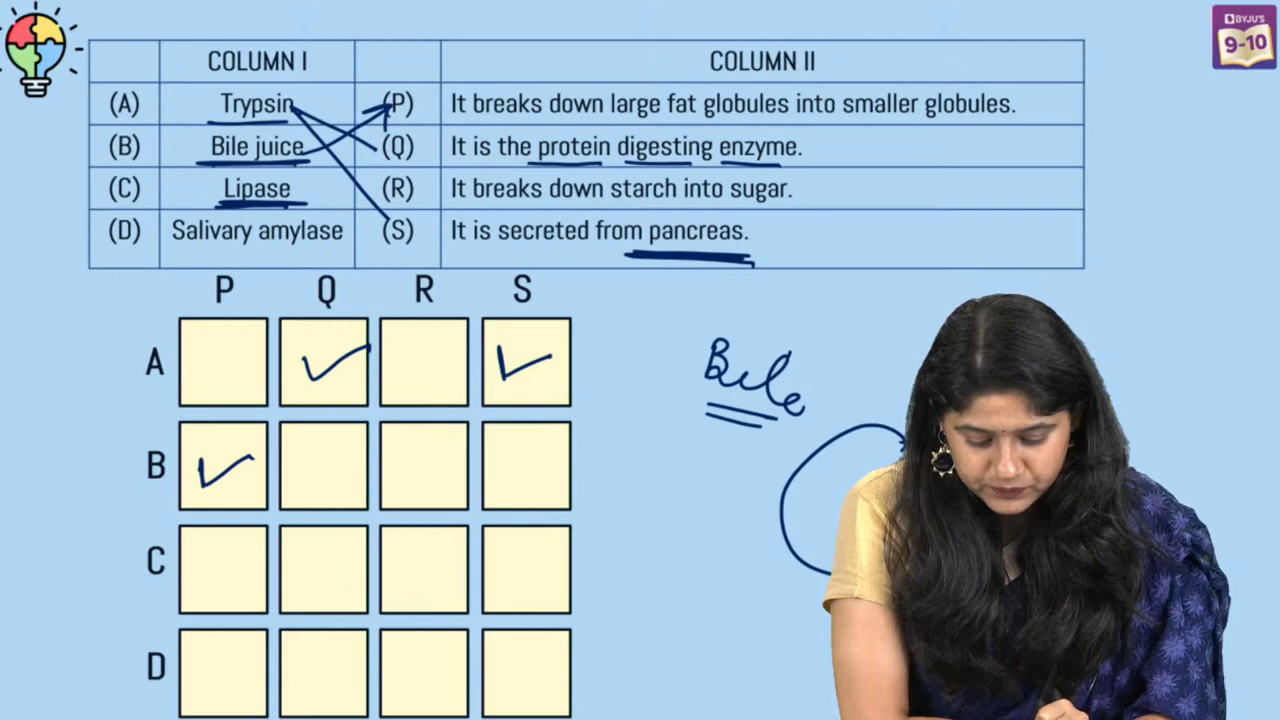 BYJU'S
9-10
COLUMN I COLUMN II
(A) Trypsin (P) It breaks down large fat globules into smaller globules.
(B) Bile juice (Q) It is the protein digesting enzyme.
(C) Lipase (R) It breaks down starch into sugar.
(D) Salivary amylase (S) It is secreted from pancreas.
P Q R S
A
Bile
B
C
D